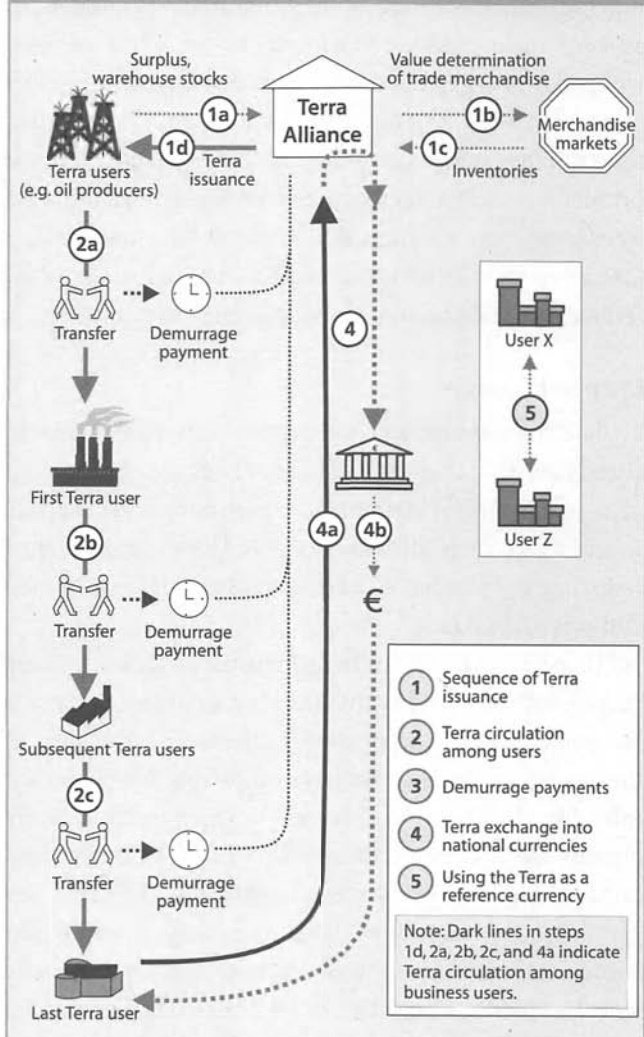 Surplus,
warehouse stocks
1a
Terra
Alliance
Value determination
of trade merchandise
1b
Merchandise
markets
1d
Terra
issuance
1c
Inventories
Terra users
(e.g. oil producers)
2a
Transfer
Demurrage
payment
4
User X
5
User Z
First Terra user
€
2b
4a
4b
€
Transfer
Demurrage
payment
Subsequent Terra users
2c
Transfer
Demurrage
payment
Last Terra user
1 Sequence of Terra
issuance
2 Terra circulation
among users
3 Demurrage payments
4 Terra exchange into
national currencies
5 Using the Terra as a
reference currency
Note: Dark lines in steps
1d, 2a, 2b, 2c, and 4a indicate
Terra circulation among
business users.